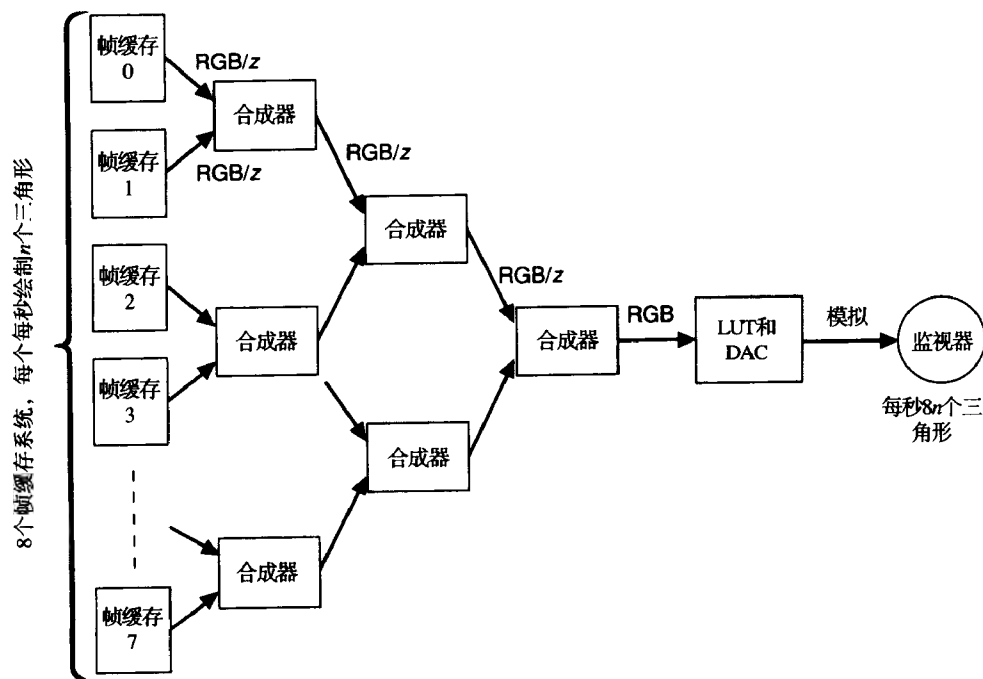 8个帧缓存系统，每个每秒绘制n个三角形
帧缓存
0
RGB/z
合成器
帧缓存
1
RGB/z
RGB/z
合成器
帧缓存
2
合成器
帧缓存
3
RGB/z
合成器
RGB
LUT和
DAC
模拟
监视器
每秒8n个三
角形
合成器
合成器
帧缓存
7